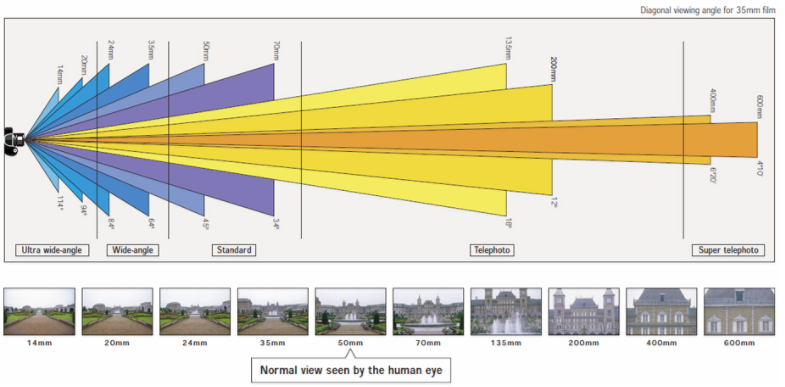 Diagonal viewing angle for 35mm film
14mm
20mm
24mm
35mm
50mm
70mm
135mm
200mm
400mm
600mm
114°
94°
84°
64°
46°
34°
18°
12°
6°20'
4°10'
Ultra wide-angle
Wide-angle
Standard
Telephoto
Super telephoto
14mm
20mm
24mm
35mm
50mm
70mm
135mm
200mm
400mm
600mm
Normal view seen by the human eye